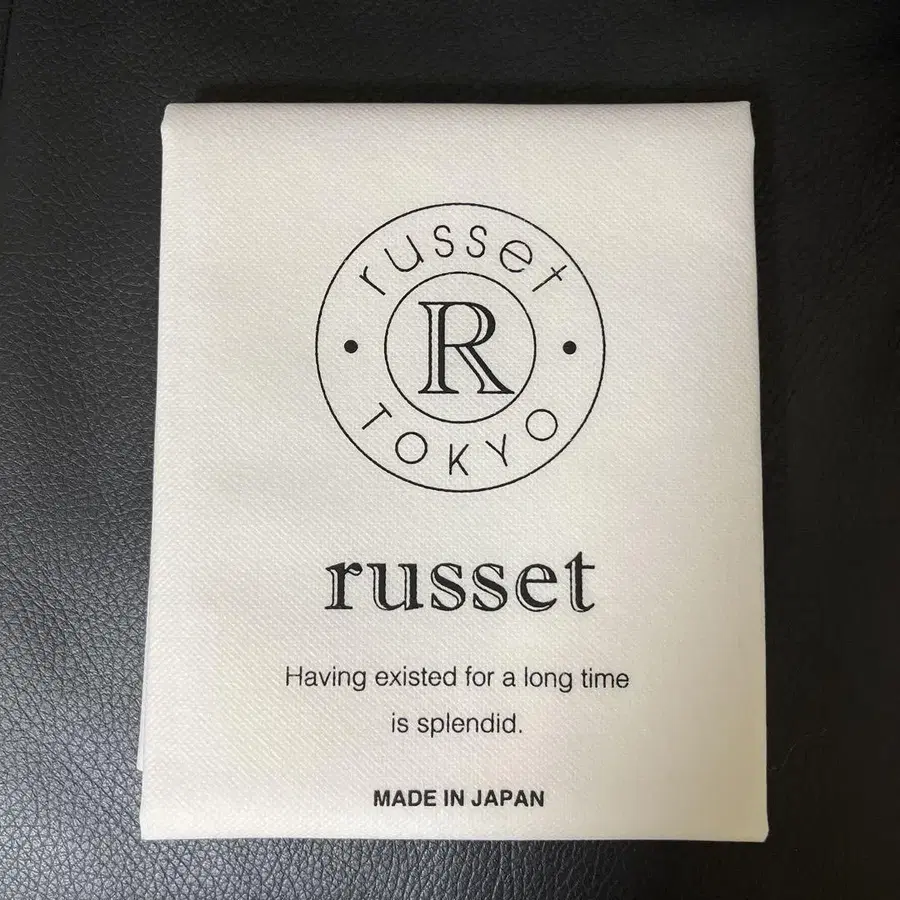 russet
R
TOKYO
russet
Having existed for a long time
is splendid.
MADE IN JAPAN